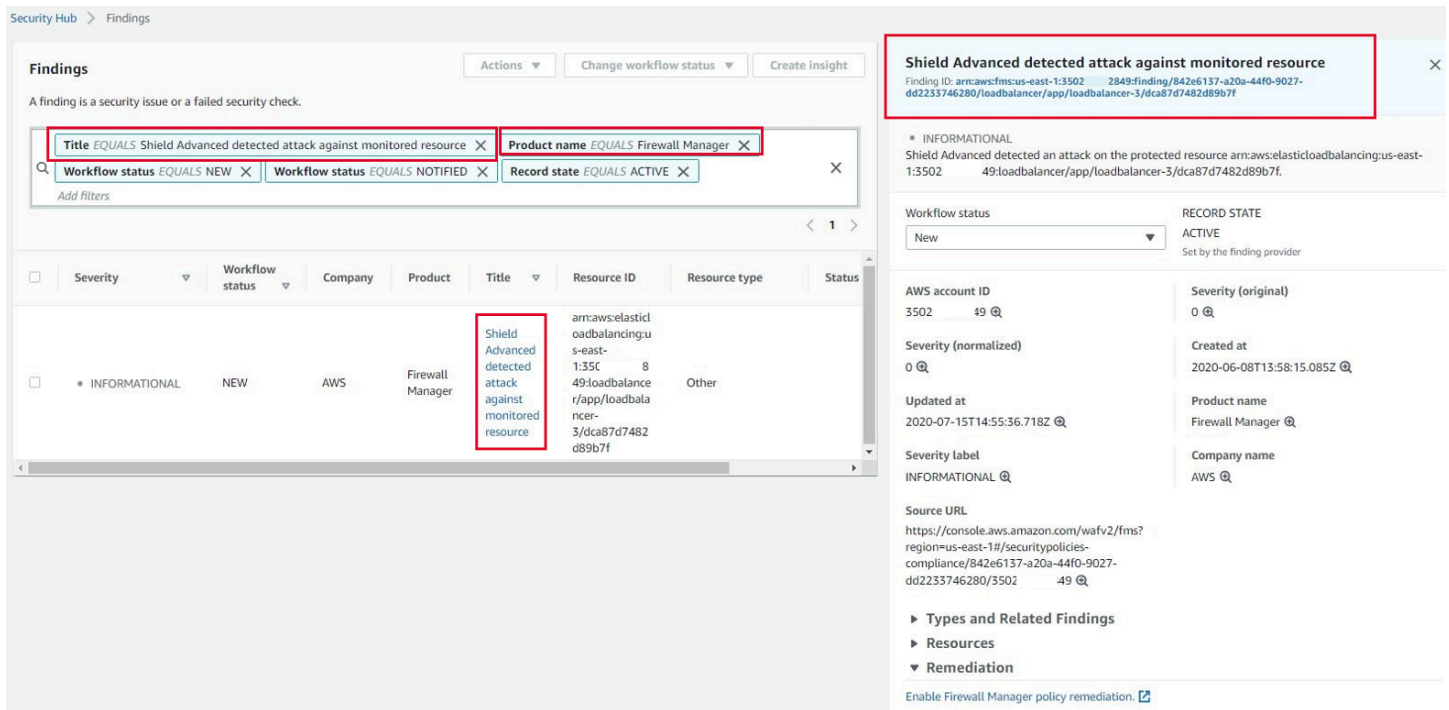 Security Hub > Findings
Findings
Actions ▼
Change workflow status ▼
Create insight
A finding is a security issue or a failed security check.
Title EQUALS Shield Advanced detected attack against monitored resource X
Product name EQUALS Firewall Manager X
Workflow status EQUALS NEW X
Workflow status EQUALS NOTIFIED X
Record state EQUALS ACTIVE X
Add filters
< 1 >
Severity
Workflow
status
Company
Product
Title
Resource ID
Resource type
Status
INFORMATIONAL
NEW
AWS
Firewall
Manager
Shield
Advanced
detected
attack
against
monitored
resource
arn:aws:elasticl
oadbalancing:u
s-east-
1:350 8
49:loadbalance
r/app/loadbala
ncer-
3/dca87d7482
d89b7f
Other
Shield Advanced detected attack against monitored resource
Finding ID: arn:aws:fms:us-east-1:3502 2849:finding/842e6137-a20a-44f0-9027-
dd2233746280/loadbalancer/app/loadbalancer-3/dca87d7482d89b7f
• INFORMATIONAL
Shield Advanced detected an attack on the protected resource arn:aws:elasticloadbalancing:us-east-
1:3502 49:loadbalancer/app/loadbalancer-3/dca87d7482d89b7f.
Workflow status
New
RECORD STATE
ACTIVE
Set by the finding provider
AWS account ID
3502 49
Severity (original)
0
Severity (normalized)
0
Created at
2020-06-08T13:58:15.085Z
Updated at
2020-07-15T14:55:36.718Z
Product name
Firewall Manager
Severity label
INFORMATIONAL
Company name
AWS
Source URL
https://console.aws.amazon.com/wafv2/fms?
region=us-east-1#/securitypolicies-
compliance/842e6137-a20a-44f0-9027-
dd2233746280/3502 49
Types and Related Findings
Resources
Remediation
Enable Firewall Manager policy remediation.